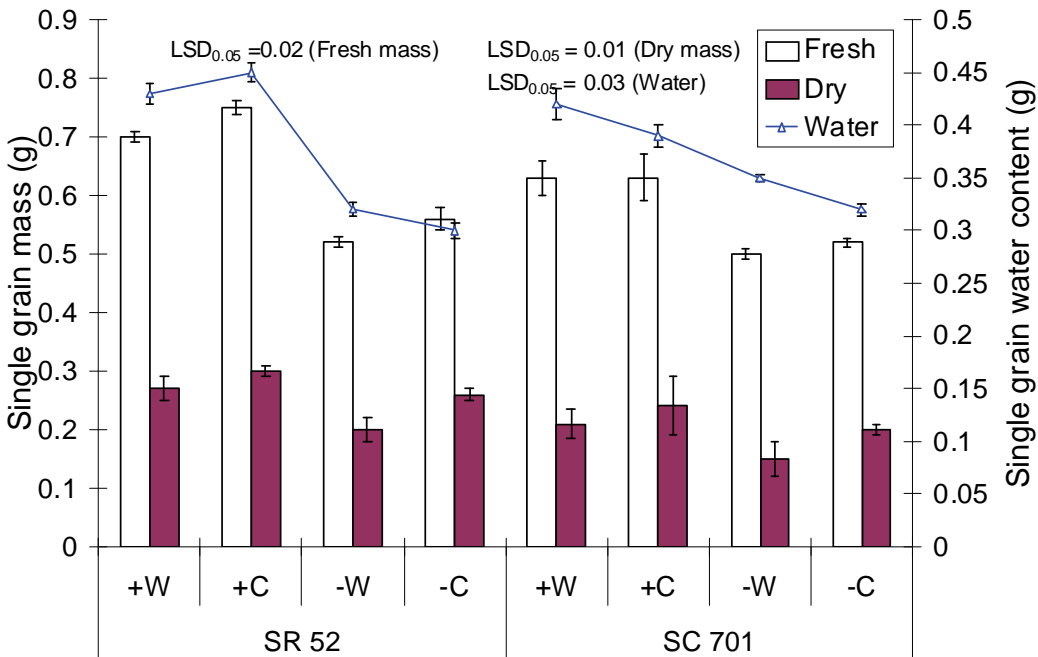 LSD0.05 =0.02 (Fresh mass)
LSD0.05 = 0.01 (Dry mass)
LSD0.05 = 0.03 (Water)
Fresh
Dry
Water
Single grain mass (g)
0.9
0.8
0.7
0.6
0.5
0.4
0.3
0.2
0.1
0
Single grain water content (g)
0.5
0.45
0.4
0.35
0.3
0.25
0.2
0.15
0.1
0.05
0
+W +C -W -C +W +C -W -C
SR 52 SC 701